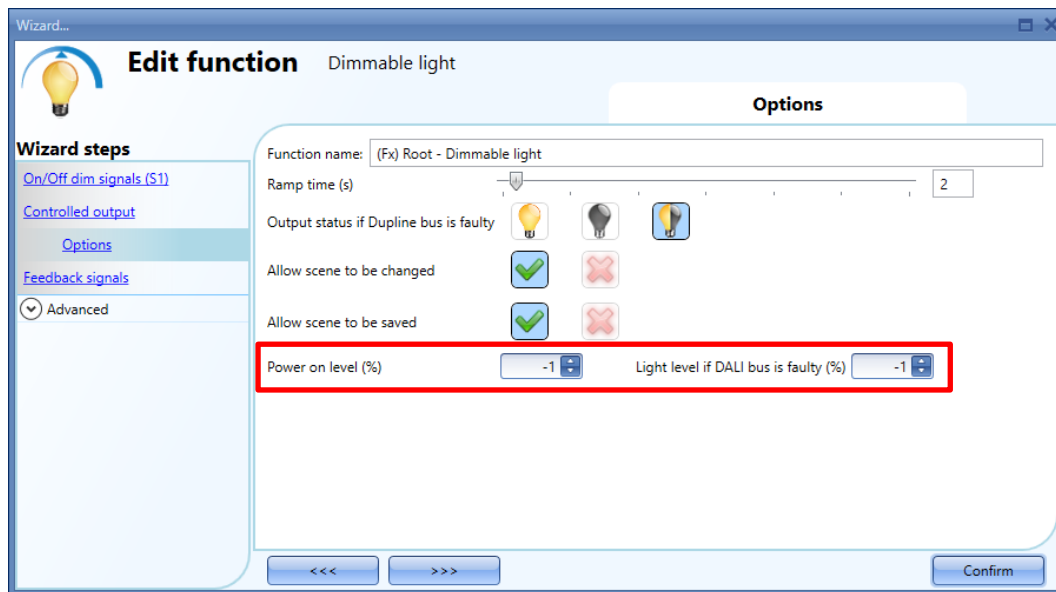 Wizard...
Edit function Dimmable light
Options
Wizard steps
On/Off dim signals (S1)
Controlled output
Options
Feedback signals
Advanced
Function name: (Fx) Root - Dimmable light
Ramp time (s) 2
Output status if Dupline bus is faulty
Allow scene to be changed
Allow scene to be saved
Power on level (%) -1 Light level if DALI bus is faulty (%) -1
<<< >>> Confirm